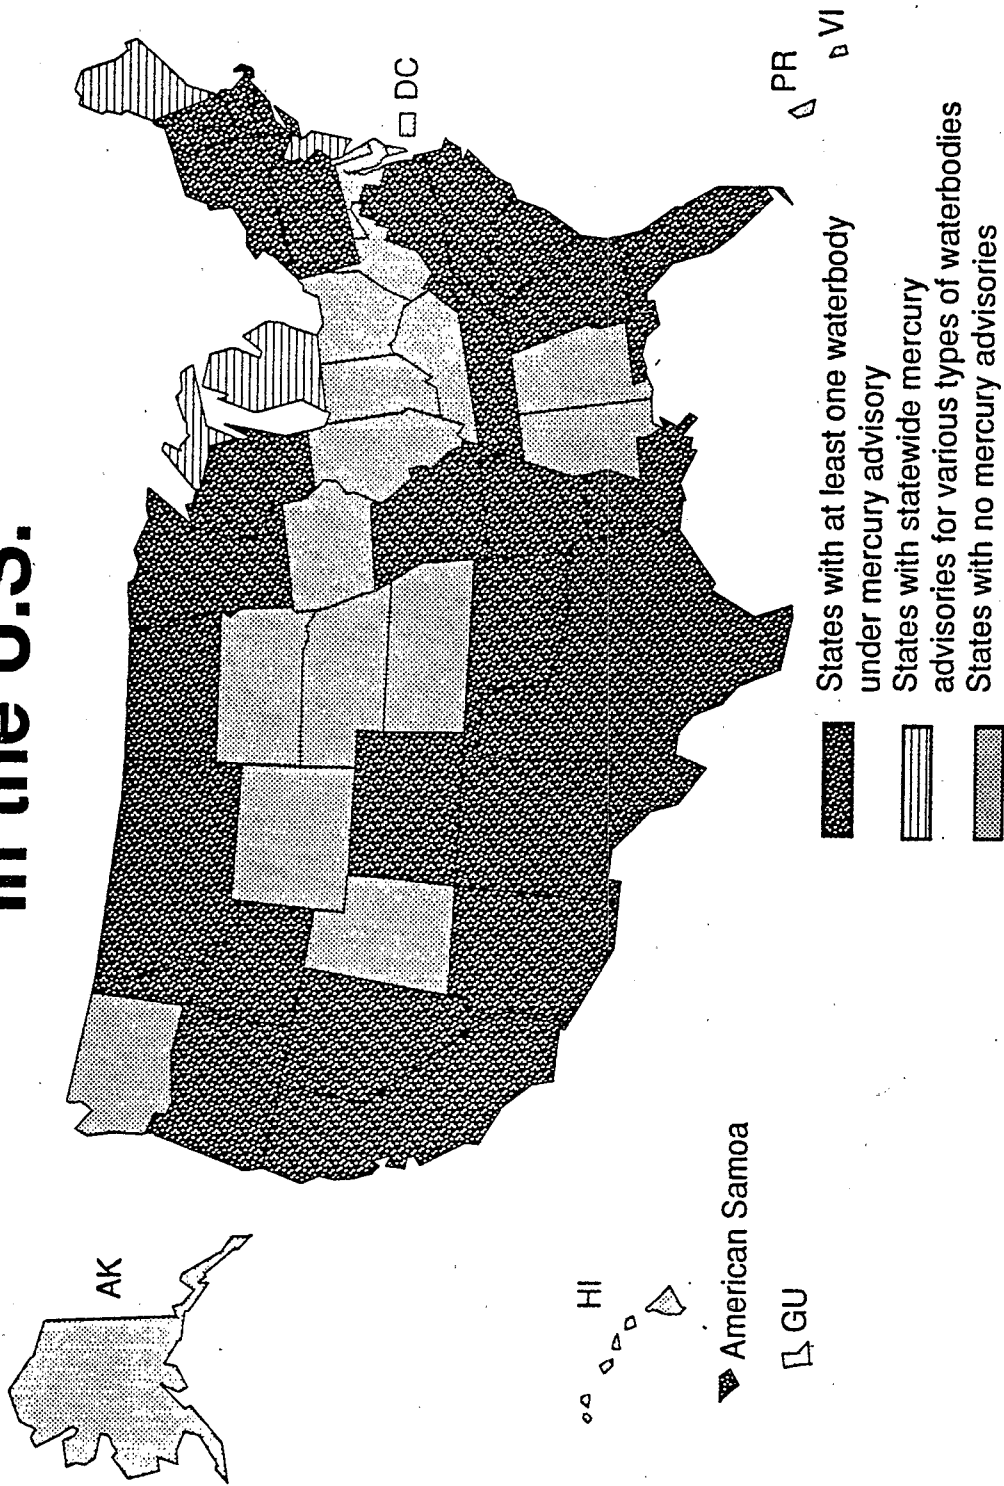 in the U.S.
AK
HI
American Samoa
GU
DC
PR
VI
States with at least one waterbody
under mercury advisory
States with statewide mercury
advisories for various types of waterbodies
States with no mercury advisories